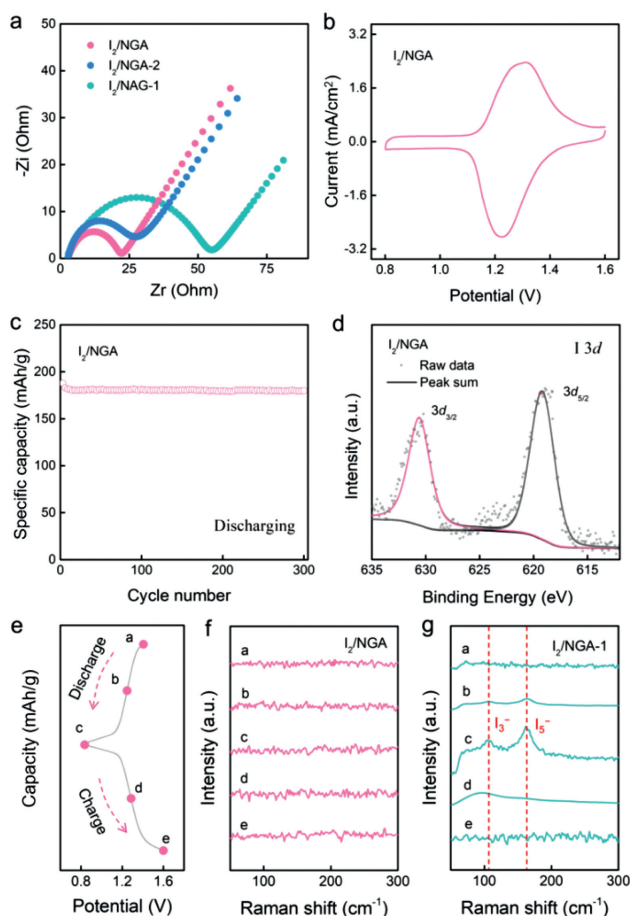 a
-50
-40
-30
-20
-10
0
0
25
50
75
-Zi (Ohm)
Zr (Ohm)
I₂/NGA
I₂/NGA-2
I₂/NAG-1
b
I₂/NGA
3.2
1.6
0.0
-1.6
-3.2
0.8
1.0
1.2
1.4
1.6
Current (mA/cm²)
Potential (V)
c
I₂/NGA
250
200
150
100
50
0
0
100
200
300
Specific capacity (mAh/g)
Discharging
Cycle number
d
I₂/NGA
I 3d
Raw data
Peak sum
3d₃/₂
3d₅/₂
Intensity (a.u.)
635
630
625
620
615
Binding Energy (eV)
e
a
b
c
d
e
Discharge
Charge
Capacity (mAh/g)
0.8
1.2
1.6
Potential (V)
f
I₂/NGA
a
b
c
d
e
Intensity (a.u.)
100
200
300
Raman shift (cm⁻¹)
g
I₂/NGA-1
a
b
c
d
e
I₃⁻
I₅⁻
Intensity (a.u.)
50
100
150
200
250
300
Raman shift (cm⁻¹)